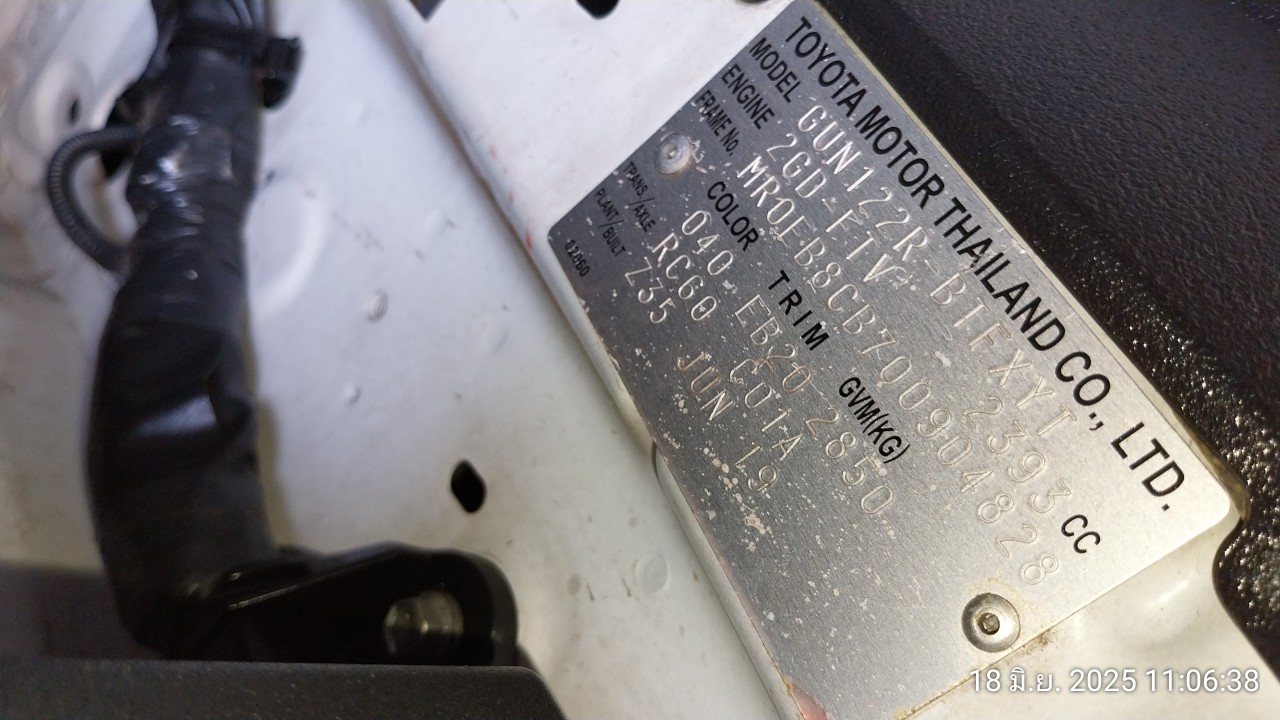 TOYOTA MOTOR THAILAND CO., LTD.
MODEL GUN122R-BTFXYT
ENGINE 2GD-FTV 2393 CC
FRAME No. MR0EB8CB700904828
COLOR TRIM GVM(KG)
040 EB20 2850
TRANS/AXLE RC60 C01A
PLANT/BUILT Z35 JUN 19
02860
18 มิ.ย. 2025 11:06:38